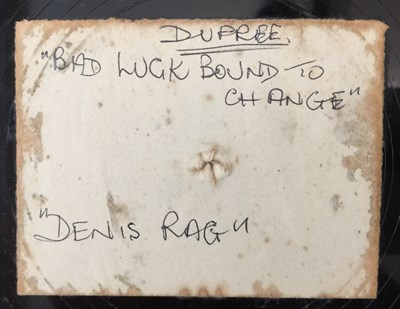 DUPREE.
"BAD LUCK BOUND TO
CHANGE"
"DENIS RAG"